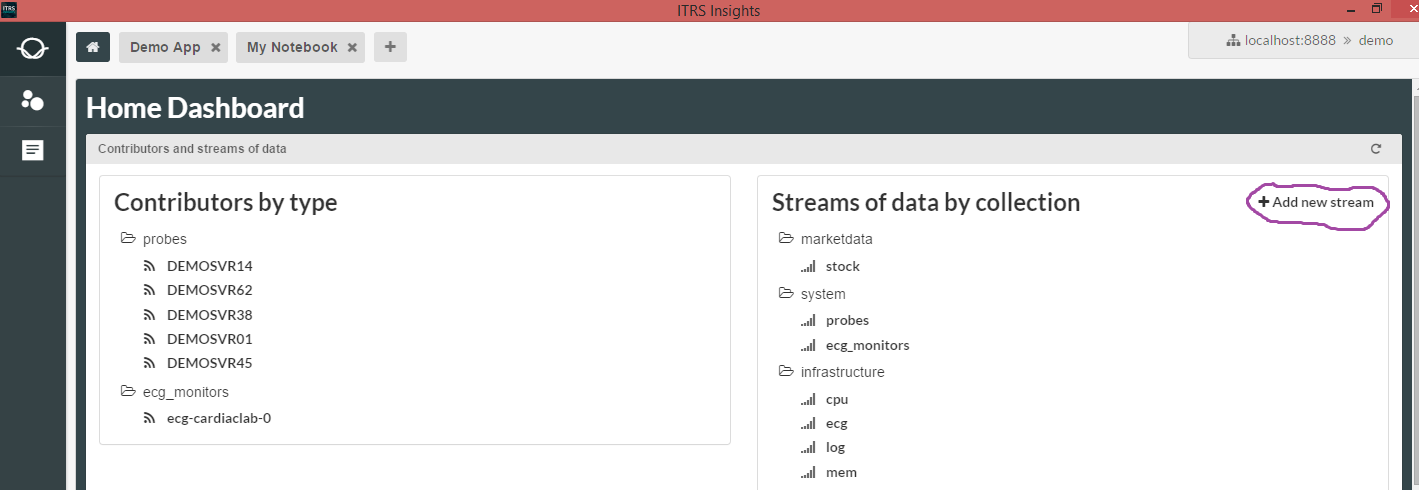 ITRS
ITRS Insights
Demo App
My Notebook
localhost:8888 » demo
Home Dashboard
Contributors and streams of data
Contributors by type
probes
DEMOSVR14
DEMOSVR62
DEMOSVR38
DEMOSVR01
DEMOSVR45
ecg_monitors
ecg-cardiaclab-0
Streams of data by collection
+ Add new stream
marketdata
stock
system
probes
ecg_monitors
infrastructure
cpu
ecg
log
mem